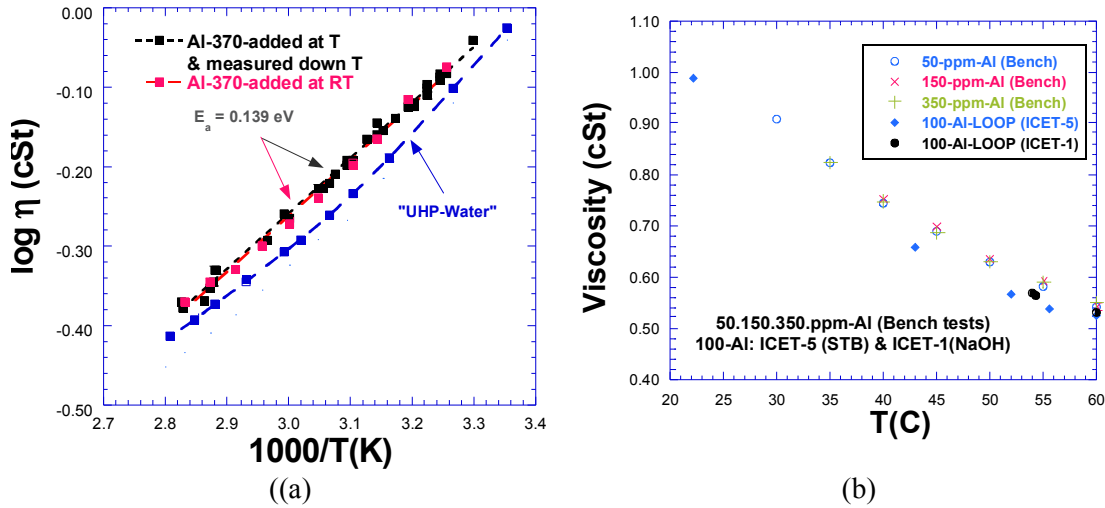 (a)
0.00
-0.10
-0.20
-0.30
-0.40
-0.50
log η (cSt)
Al-370-added at T
& measured down T
Al-370-added at RT
E a = 0.139 eV
"UHP-Water"
2.7 2.8 2.9 3.0 3.1 3.2 3.3 3.4
1000/T(K)
((a)
(b)
1.00
0.90
0.80
0.70
0.60
0.50
0.40
Viscosity (cSt)
50-ppm-Al (Bench)
150-ppm-Al (Bench)
350-ppm-Al (Bench)
100-Al-LOOP (ICET-5)
100-Al-LOOP (ICET-1)
50.150.350.ppm-Al (Bench tests)
100-Al: ICET-5 (STB) & ICET-1(NaOH)
20 25 30 35 40 45 50 55 60
T(C)
(b)